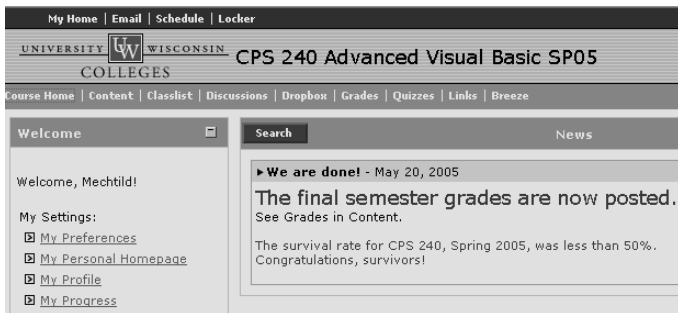 My Home | Email | Schedule | Locker
UNIVERSITY UW WISCONSIN
COLLEGES
CPS 240 Advanced Visual Basic SP05
Course Home | Content | Classlist | Discussions | Dropbox | Grades | Quizzes | Links | Breeze
Welcome
Welcome, Mechtild!
My Settings:
My Preferences
My Personal Homepage
My Profile
My Progress
Search
News
We are done! - May 20, 2005
The final semester grades are now posted.
See Grades in Content.
The survival rate for CPS 240, Spring 2005, was less than 50%.
Congratulations, survivors!